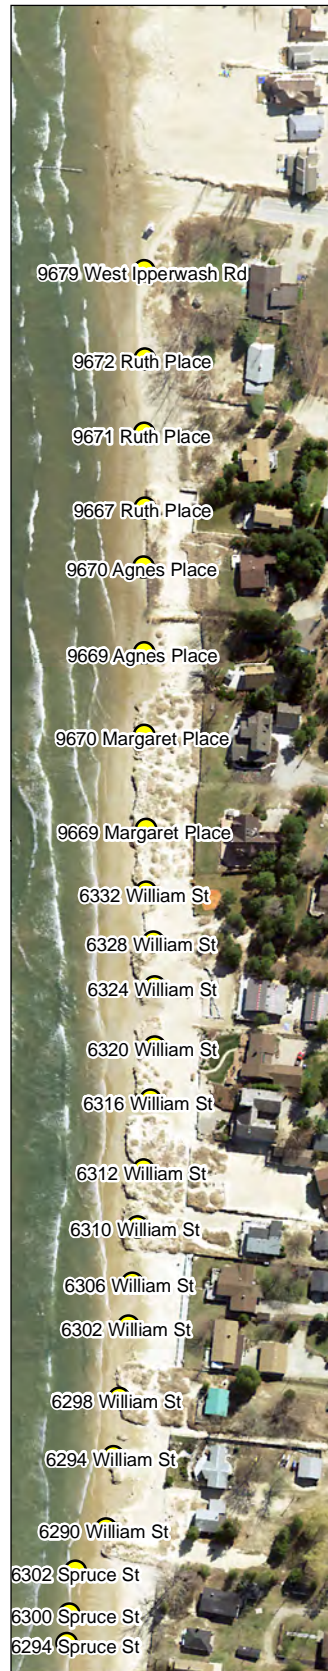 9679 West Ipperwash Rd
9672 Ruth Place
9671 Ruth Place
9667 Ruth Place
9670 Agnes Place
9669 Agnes Place
9670 Margaret Place
9669 Margaret Place
6332 William St
6328 William St
6324 William St
6320 William St
6316 William St
6312 William St
6310 William St
6306 William St
6302 William St
6298 William St
6294 William St
6290 William St
6302 Spruce St
6300 Spruce St
6294 Spruce St